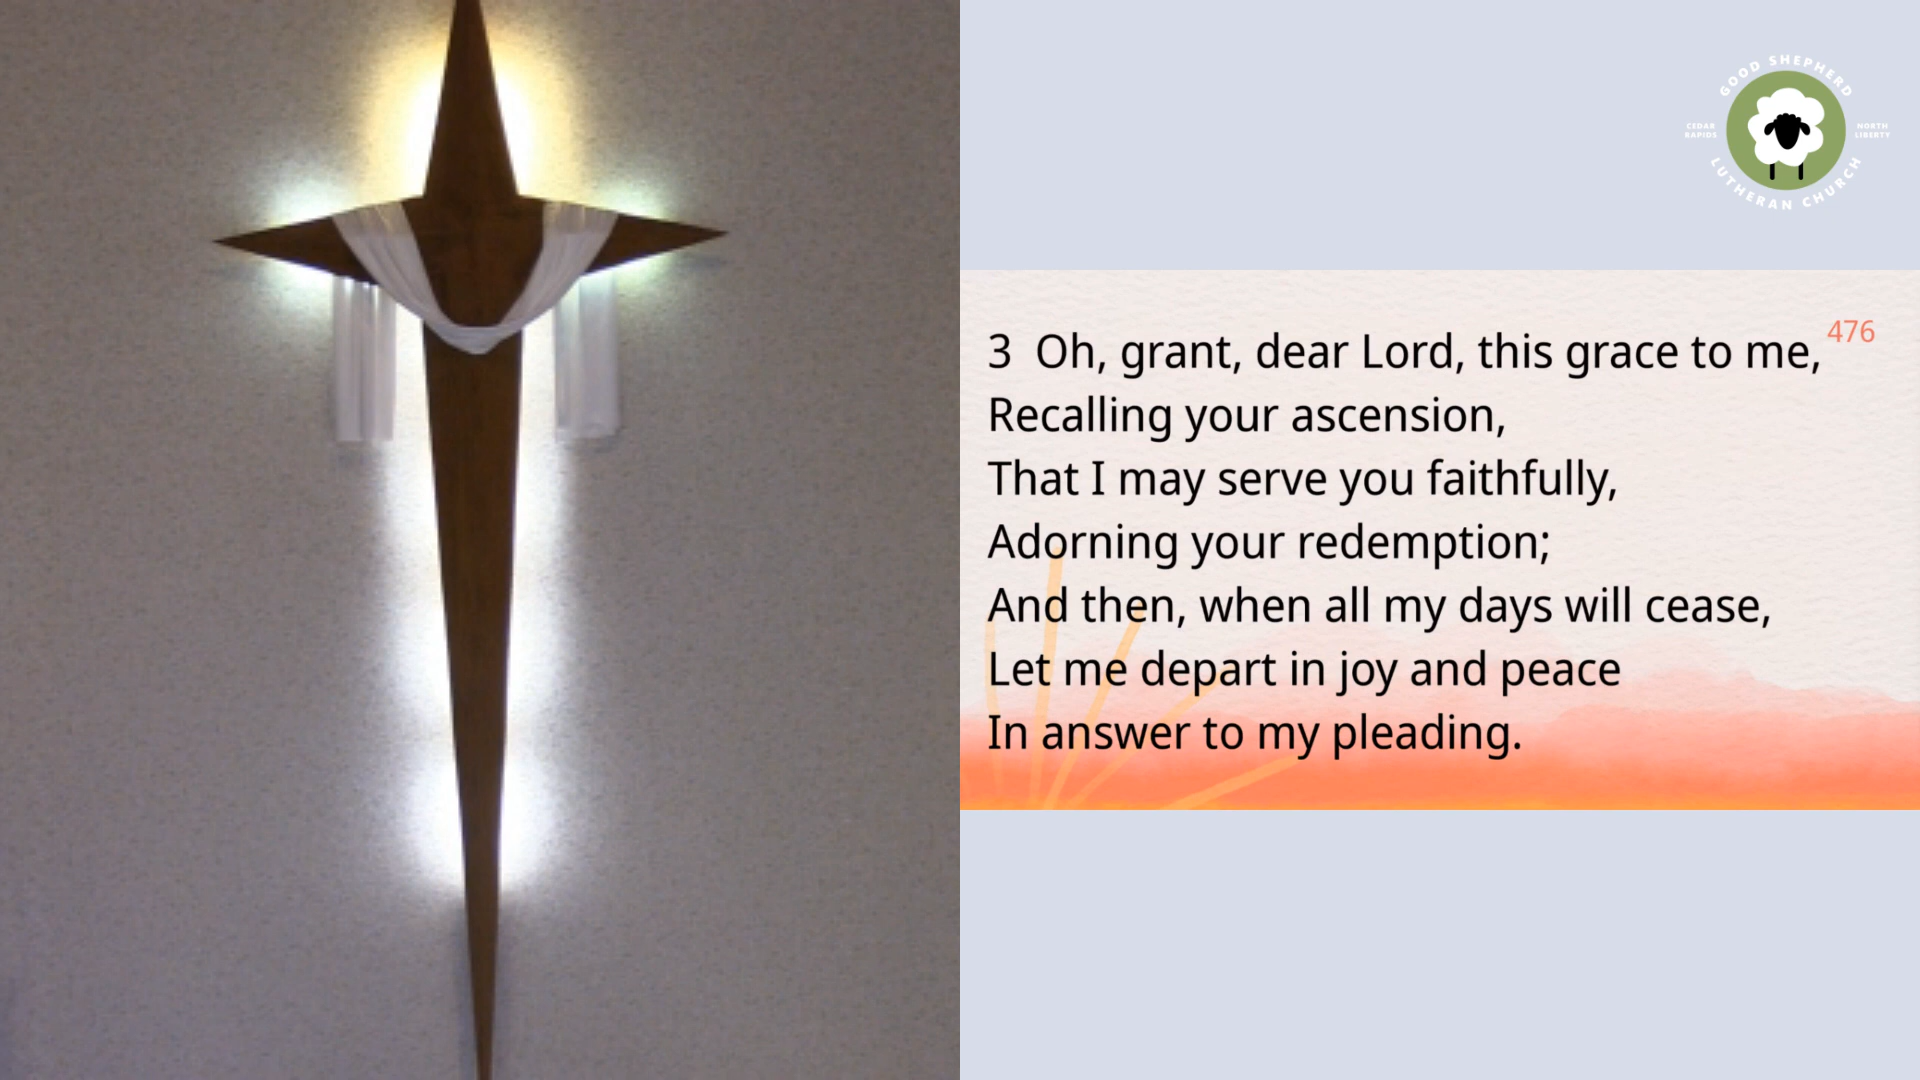 GOOD SHEPHERD
CEDAR RAPIDS
NORTH LIBERTY
LUTHERAN CHURCH
476
3 Oh, grant, dear Lord, this grace to me,
Recalling your ascension,
That I may serve you faithfully,
Adorning your redemption;
And then, when all my days will cease,
Let me depart in joy and peace
In answer to my pleading.